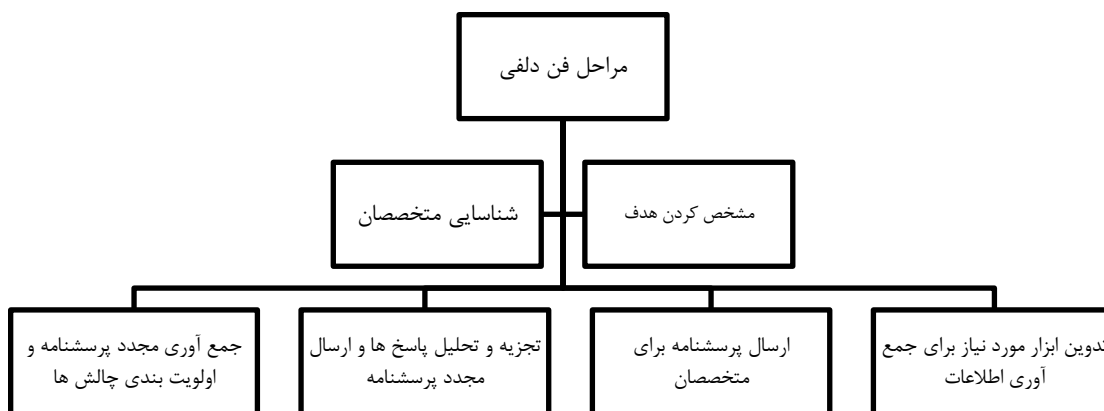 مراحل فن دلفی
مشخص کردن هدف
شناسایی متخصصان
تدوین ابزار مورد نیاز برای جمع
آوری اطلاعات
ارسال پرسشنامه برای
متخصصان
تجزیه و تحلیل پاسخ ها و ارسال
مجدد پرسشنامه
جمع آوری مجدد پرسشنامه و
اولویت بندی چالش ها